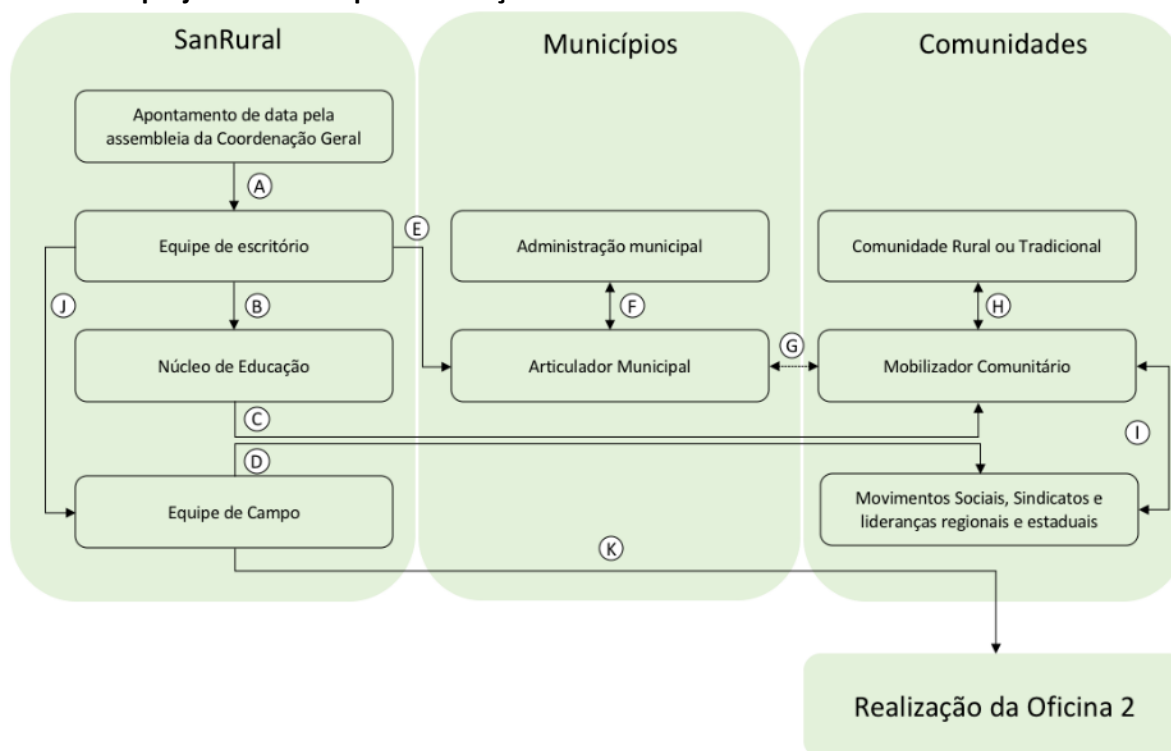 SanRural
Municípios
Comunidades
Apontamento de data pela
assembleia da Coordenação Geral
A
Equipe de escritório
E
Administração municipal
Comunidade Rural ou Tradicional
J
B
F
H
Núcleo de Educação
Articulador Municipal
G
Mobilizador Comunitário
C
I
D
Equipe de Campo
Movimentos Sociais, Sindicatos e
lideranças regionais e estaduais
K
Realização da Oficina 2